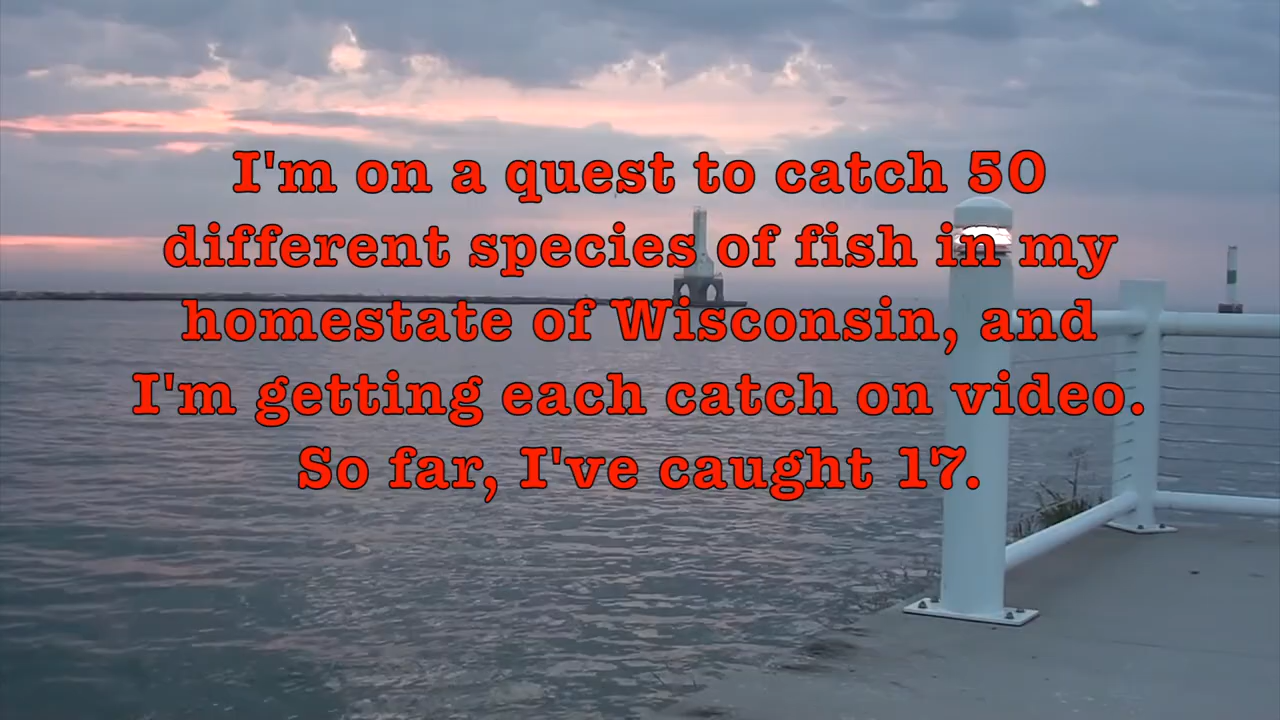 I'm on a quest to catch 50
different species of fish in my
homestate of Wisconsin, and
I'm getting each catch on video.
So far, I've caught 17.